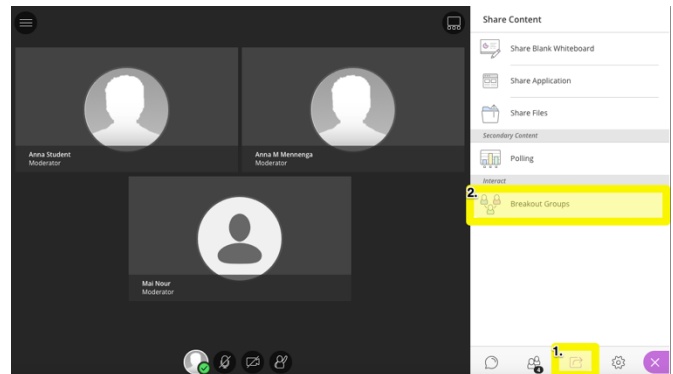 Share Content
Share Blank Whiteboard
Share Application
Share Files
Secondary Content
Polling
Interact
2.
Breakout Groups
Anna Student
Moderator
Anna M Mennenga
Moderator
Mai Nour
Moderator
1.
4